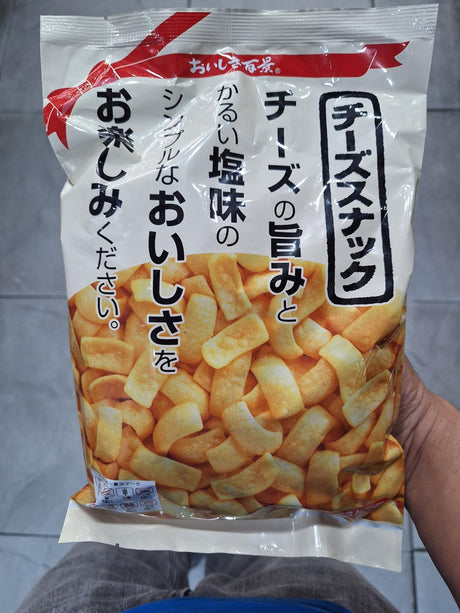 おいしさ百景®
チーズスナック
チーズの旨みと
かるい塩味の
シンプルなおいしさを
お楽しみください。